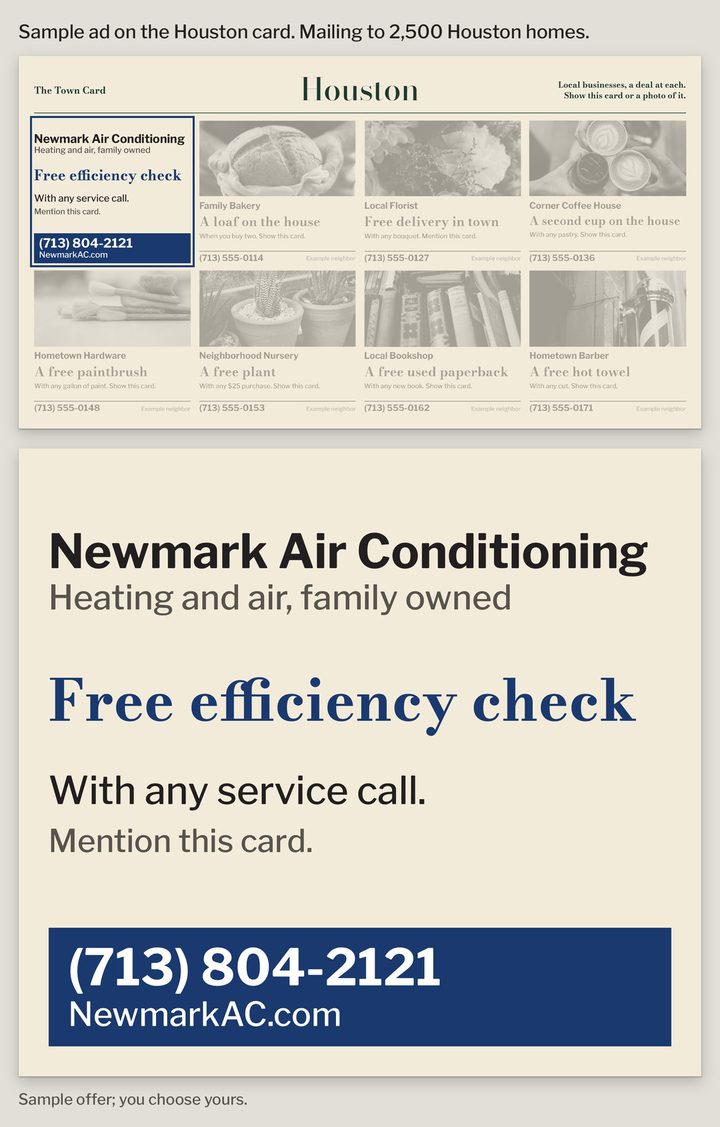 Sample ad on the Houston card. Mailing to 2,500 Houston homes.
The Town Card
Houston
Local businesses, a deal at each.
Show this card or a photo of it.
Newmark Air Conditioning
Heating and air, family owned
Free efficiency check
With any service call.
Mention this card.
(713) 804-2121
NewmarkAC.com
Family Bakery
A loaf on the house
When you buy two. Show this card.
(713) 555-0114 Example neighbor
Local Florist
Free delivery in town
With any bouquet. Mention this card.
(713) 555-0127 Example neighbor
Corner Coffee House
A second cup on the house
With any pastry. Show this card.
(713) 555-0136 Example neighbor
Hometown Hardware
A free paintbrush
With any gallon of paint. Show this card.
(713) 555-0148 Example neighbor
Neighborhood Nursery
A free plant
With any $25 purchase. Show this card.
(713) 555-0153 Example neighbor
Local Bookshop
A free used paperback
With any new book. Show this card.
(713) 555-0162 Example neighbor
Hometown Barber
A free hot towel
With any cut. Show this card.
(713) 555-0171 Example neighbor
Newmark Air Conditioning
Heating and air, family owned
Free efficiency check
With any service call.
Mention this card.
(713) 804-2121
NewmarkAC.com
Sample offer; you choose yours.